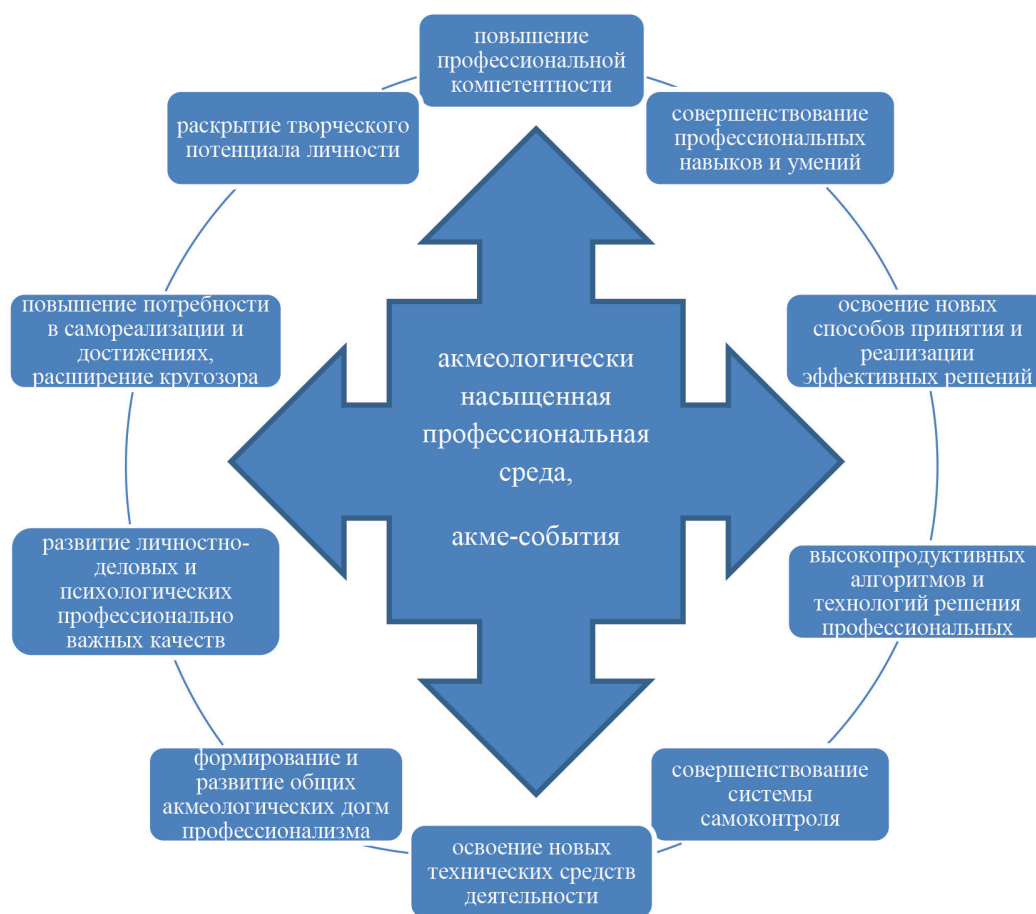 повышение
профессиональной
компетентности
совершенствование
профессиональных
навыков и умений
освоение новых
способов принятия и
реализации
эффективных решений
высокопродуктивных
алгоритмов и
технологий решения
профессиональных
совершенствование
системы
самоконтроля
освоение новых
технических средств
деятельности
формирование и
развитие общих
акмеологических догм
профессионализма
развитие личностно-
деловых и
психологических
профессионально
важных качеств
повышение потребности
в самореализации и
достижениях,
расширение кругозора
раскрытие творческого
потенциала личности
акмеологически
насыщенная
профессиональная
среда,
акме-события